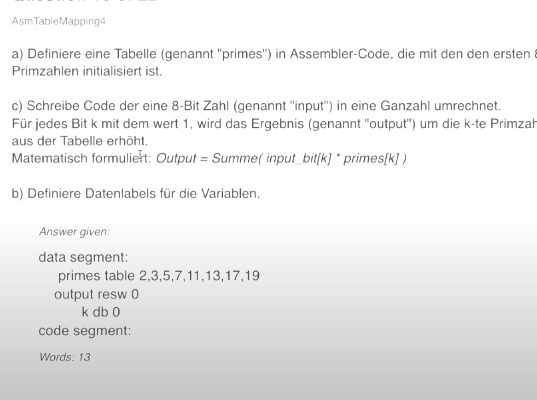 AsmTableMapping4
a) Definiere eine Tabelle (genannt "primes") in Assembler-Code, die mit den den ersten 8
Primzahlen initialisiert ist.
c) Schreibe Code der eine 8-Bit Zahl (genannt "input") in eine Ganzahl umrechnet.
Für jedes Bit k mit dem wert 1, wird das Ergebnis (genannt "output") um die k-te Primzah
aus der Tabelle erhöht.
Matematisch formuliert: Output = Summe( input_bit[k] * primes[k] )
b) Definiere Datenlabels für die Variablen.
Answer given:
data segment:
primes table 2,3,5,7,11,13,17,19
output resw 0
k db 0
code segment:
Words: 13